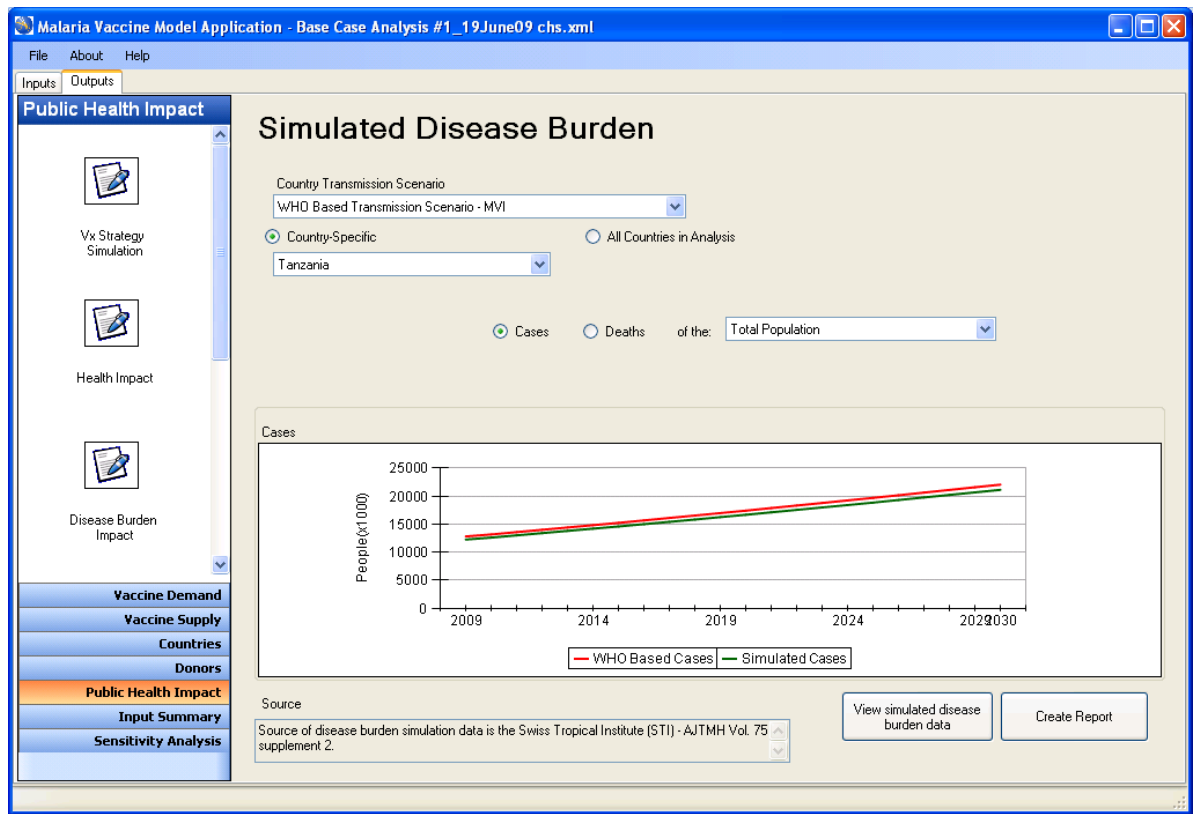 Malaria Vaccine Model Application - Base Case Analysis #1_19June09 chs.xml
File About Help
Inputs Outputs
Public Health Impact
Vx Strategy
Simulation
Health Impact
Disease Burden
Impact
Vaccine Demand
Vaccine Supply
Countries
Donors
Public Health Impact
Input Summary
Sensitivity Analysis
Simulated Disease Burden
Country Transmission Scenario
WHO Based Transmission Scenario - MVI
Country-Specific All Countries in Analysis
Tanzania
Cases Deaths of the: Total Population
Cases
People(x1000)
25000
20000
15000
10000
5000
0
2009 2014 2019 2024 2029 2030
WHO Based Cases Simulated Cases
Source
Source of disease burden simulation data is the Swiss Tropical Institute (STI) - AJTMH Vol. 75
supplement 2.
View simulated disease
burden data
Create Report